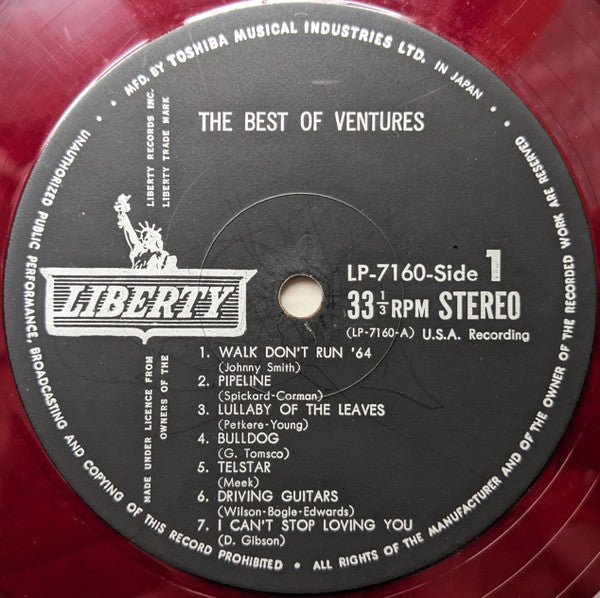 MFD. BY TOSHIBA MUSICAL INDUSTRIES LTD. IN JAPAN
THE BEST OF VENTURES
LIBERTY RECORDS INC.
LIBERTY TRADE MARK
LIBERTY
MADE UNDER LICENCE FROM
OWNERS OF THE
LP-7160-Side 1
33 1/3 RPM STEREO
(LP-7160-A) U.S.A. Recording
1. WALK DON'T RUN '64
(Johnny Smith)
2. PIPELINE
(Spickard-Corman)
3. LULLABY OF THE LEAVES
(Petkere-Young)
4. BULLDOG
(G. Tomsco)
5. TELSTAR
(Meek)
6. DRIVING GUITARS
(Wilson-Bogle-Edwards)
7. I CAN'T STOP LOVING YOU
(D. Gibson)
UNAUTHORIZED PUBLIC PERFORMANCE, BROADCASTING AND COPYING OF THIS RECORD PROHIBITED • ALL RIGHTS OF THE MANUFACTURER AND OF THE OWNER OF THE RECORDED WORK ARE RESERVED